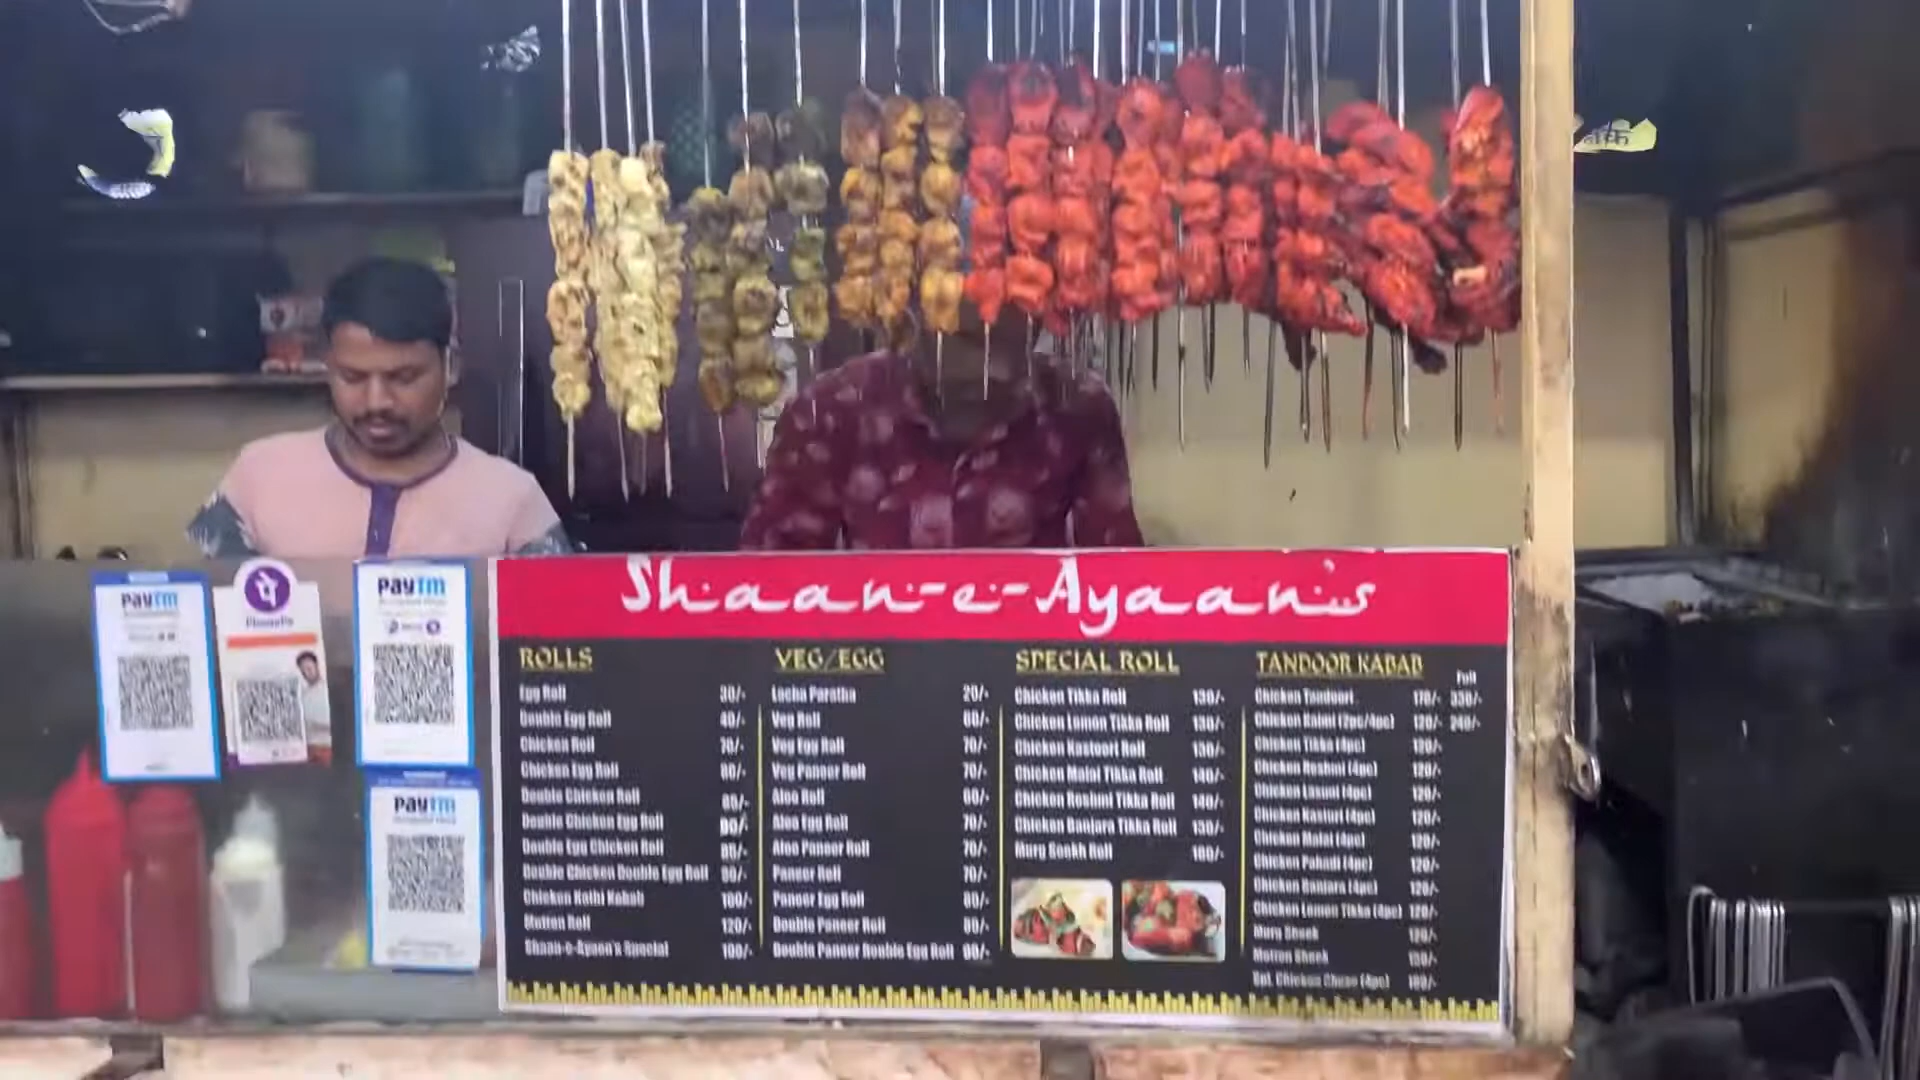 Shaan-e-Ayaan's
ROLLS
Egg Roll 30/-
Double Egg Roll 40/-
Chicken Roll 70/-
Chicken Egg Roll 80/-
Double Chicken Roll
Double Chicken Egg Roll 90/-
Double Egg Chicken Roll
Double Chicken Double Egg Roll 90/-
Chicken Kathi Kabab 100/-
Mutton Roll 120/-
Shaan-e-Ayaan's Special 100/-
VEG/EGG
Lacha Paratha 20/-
Veg Roll 60/-
Veg Egg Roll 70/-
Veg Paneer Roll 70/-
Aloo Roll 60/-
Aloo Egg Roll 70/-
Aloo Paneer Roll 70/-
Paneer Roll 70/-
Paneer Egg Roll 80/-
Double Paneer Roll 80/-
Double Paneer Double Egg Roll 90/-
SPECIAL ROLL
Chicken Tikka Roll 130/-
Chicken Lemon Tikka Roll 130/-
Chicken Kastoori Roll 130/-
Chicken Malai Tikka Roll 140/-
Chicken Reshmi Tikka Roll 140/-
Chicken Banjara Tikka Roll 130/-
Murg Seekh Roll
TANDOOR KABAB
Full
Chicken Tandoori 170/- 330/-
Chicken Kalmi (2pc/4pc) 120/- 240/-
Chicken Tikka (4pc) 120/-
Chicken Reshmi (4pc) 120/-
Chicken Lasuni (4pc) 120/-
Chicken Kasturi (4pc) 120/-
Chicken Malai (4pc) 120/-
Chicken Pahadi (4pc) 120/-
Chicken Banjara (4pc) 120/-
Chicken Lemon Tikka (4pc) 120/-
Murg Sheek
Mutton Sheek
Spl. Chicken
paytm
PhonePe
paytm
paytm